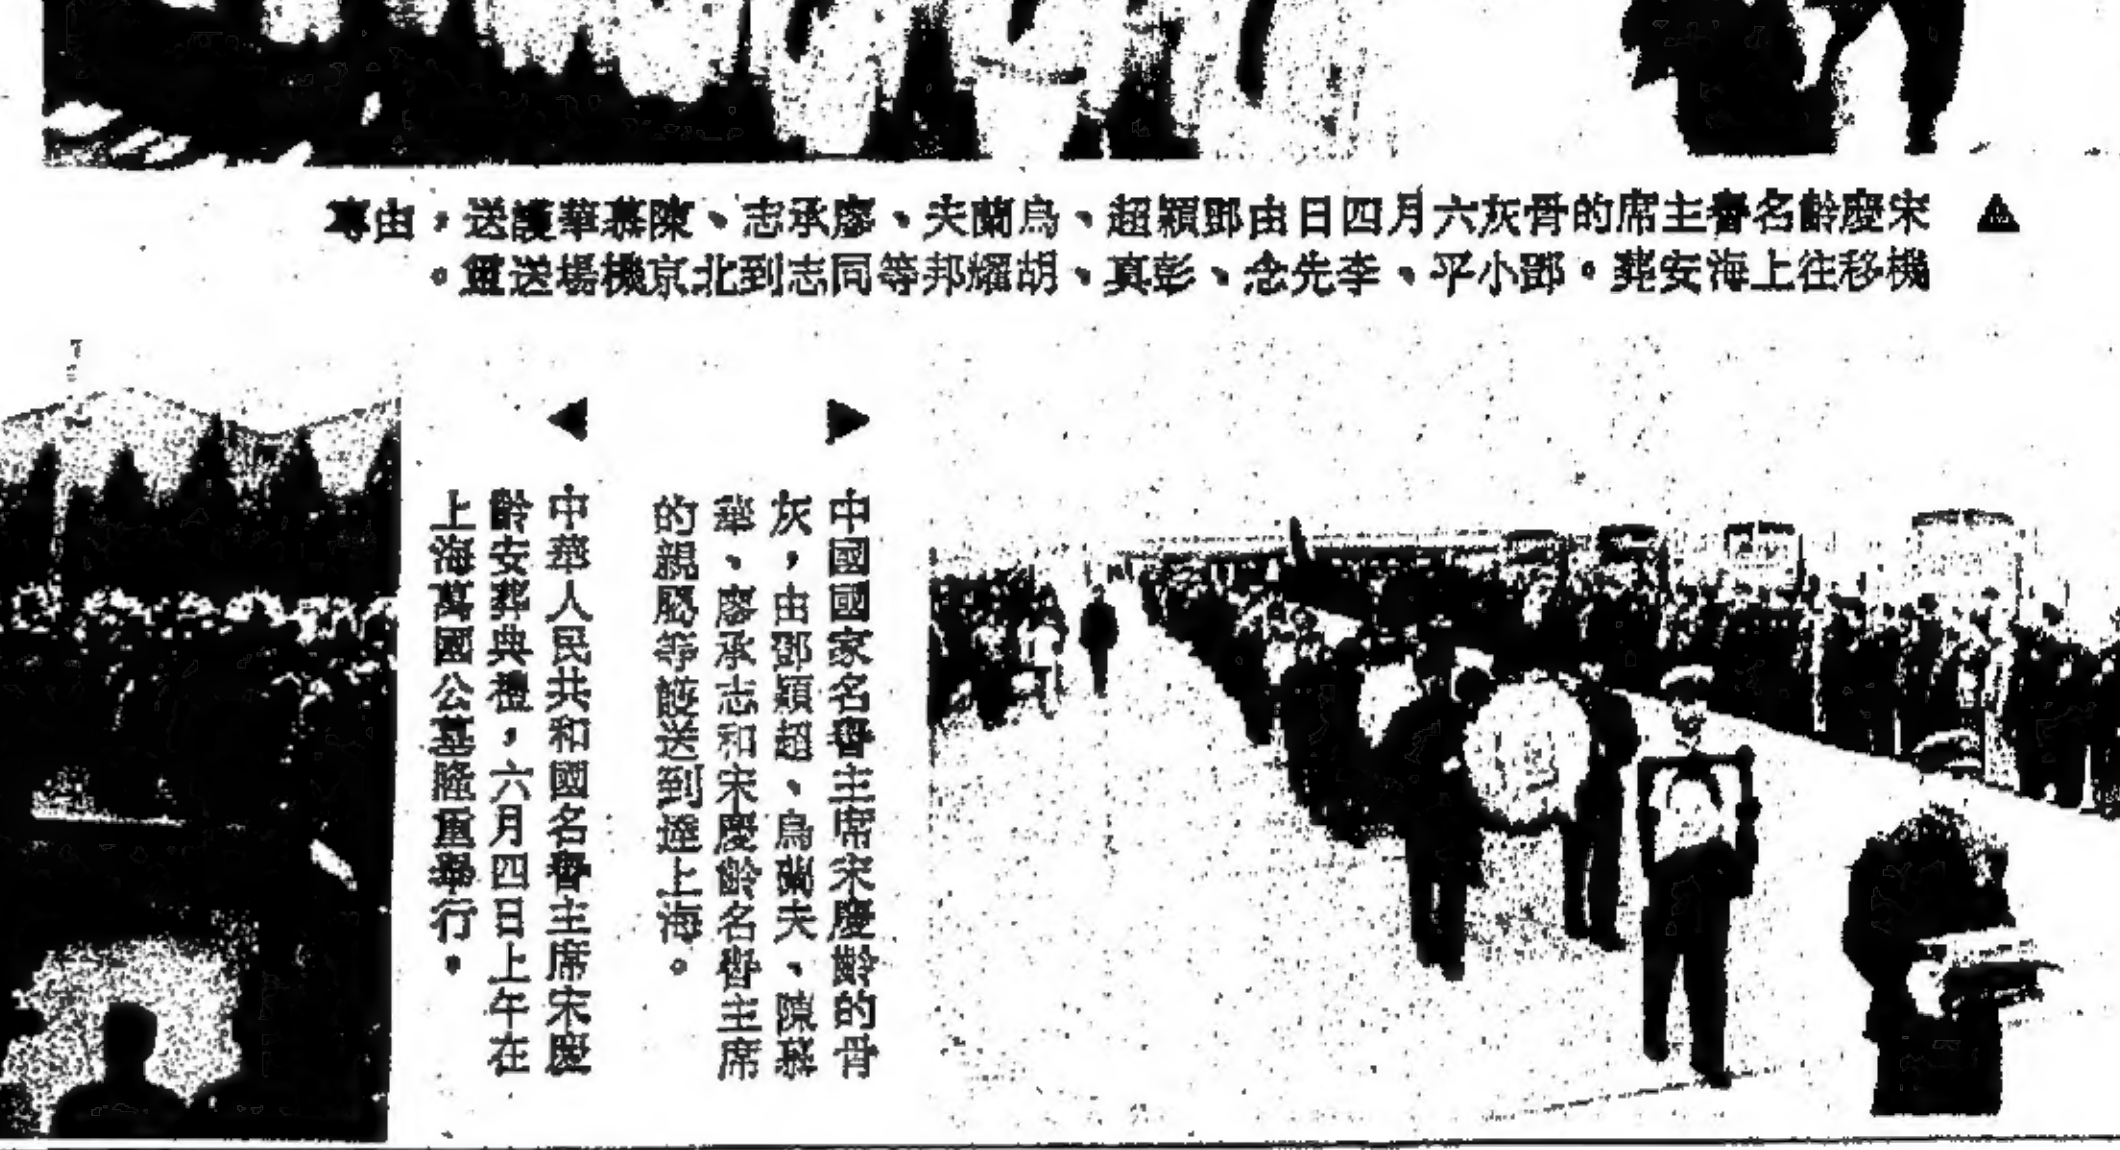 ▲宋慶齡名譽主席的骨灰六月四日由鄧穎超、烏蘭夫、廖承志、陳慕華護送，由專
機移往上海安葬。鄧小平、李先念、彭真、胡耀邦等同志到北京機場送靈。
▶中國國家名譽主席宋慶齡的骨
灰，由鄧穎超、烏蘭夫、陳慕
華、廖承志和宋慶齡名譽主席
的親屬等護送到達上海。
◀中華人民共和國名譽主席宋慶
齡安葬典禮，六月四日上午在
上海萬國公墓隆重舉行。